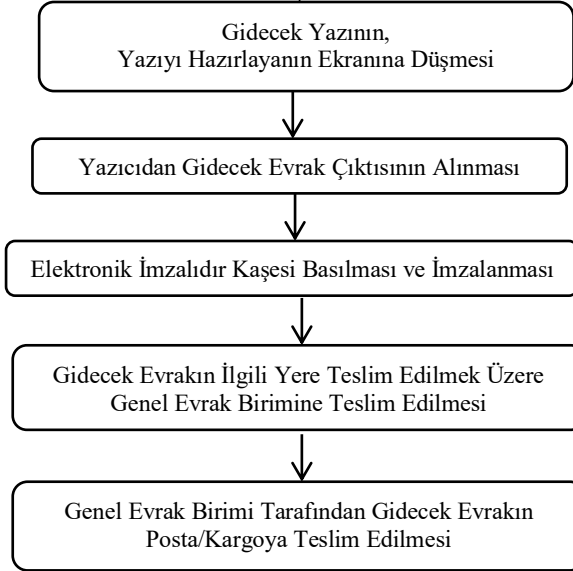 Gidecek Yazının,
Yazıyı Hazırlayanın Ekranına Düşmesi
Yazıcıdan Gidecek Evrak Çıktısının Alınması
Elektronik İmzalıdır Kaşesi Basılması ve İmzalanması
Gidecek Evrakın İlgili Yere Teslim Edilmek Üzere
Genel Evrak Birimine Teslim Edilmesi
Genel Evrak Birimi Tarafından Gidecek Evrakın
Posta/Kargoya Teslim Edilmesi